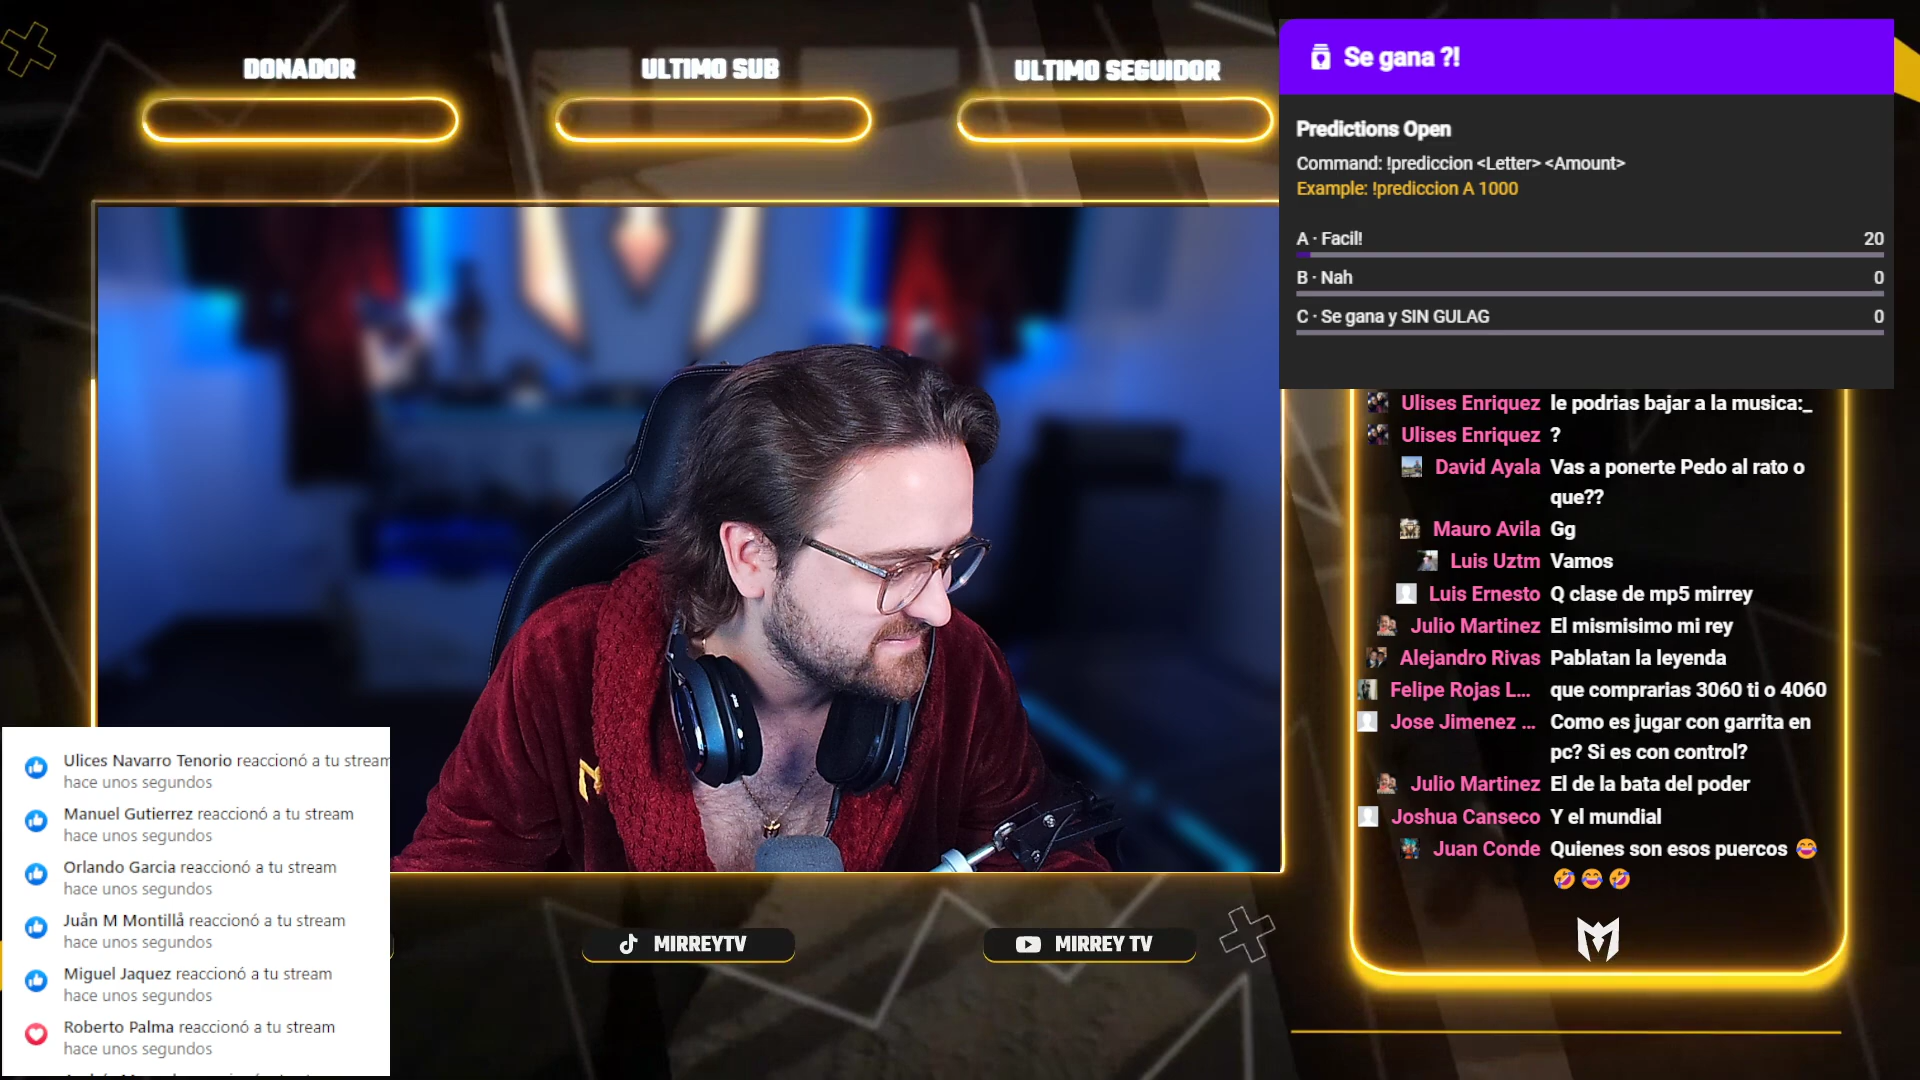 DONADOR
ULTIMO SUB
ULTIMO SEGUIDOR
Se gana ?!
Predictions Open
Command: !prediccion <Letter> <Amount>
Example: !prediccion A 1000
A · Facil! 20
B · Nah 0
C · Se gana y SIN GULAG 0
Ulises Enriquez le podrias bajar a la musica:_
Ulises Enriquez ?
David Ayala Vas a ponerte Pedo al rato o
que??
Mauro Avila Gg
Luis Uztm Vamos
Luis Ernesto Q clase de mp5 mirrey
Julio Martinez El mismisimo mi rey
Alejandro Rivas Pablatan la leyenda
Felipe Rojas L... que comprarias 3060 ti o 4060
Jose Jimenez ... Como es jugar con garrita en
pc? Si es con control?
Julio Martinez El de la bata del poder
Joshua Canseco Y el mundial
Juan Conde Quienes son esos puercos 😂
🤣 😂 🤣
Ulices Navarro Tenorio reaccionó a tu stream
hace unos segundos
Manuel Gutierrez reaccionó a tu stream
hace unos segundos
Orlando Garcia reaccionó a tu stream
hace unos segundos
Juån M Montillå reaccionó a tu stream
hace unos segundos
Miguel Jaquez reaccionó a tu stream
hace unos segundos
Roberto Palma reaccionó a tu stream
hace unos segundos
MIRREYTV
MIRREY TV